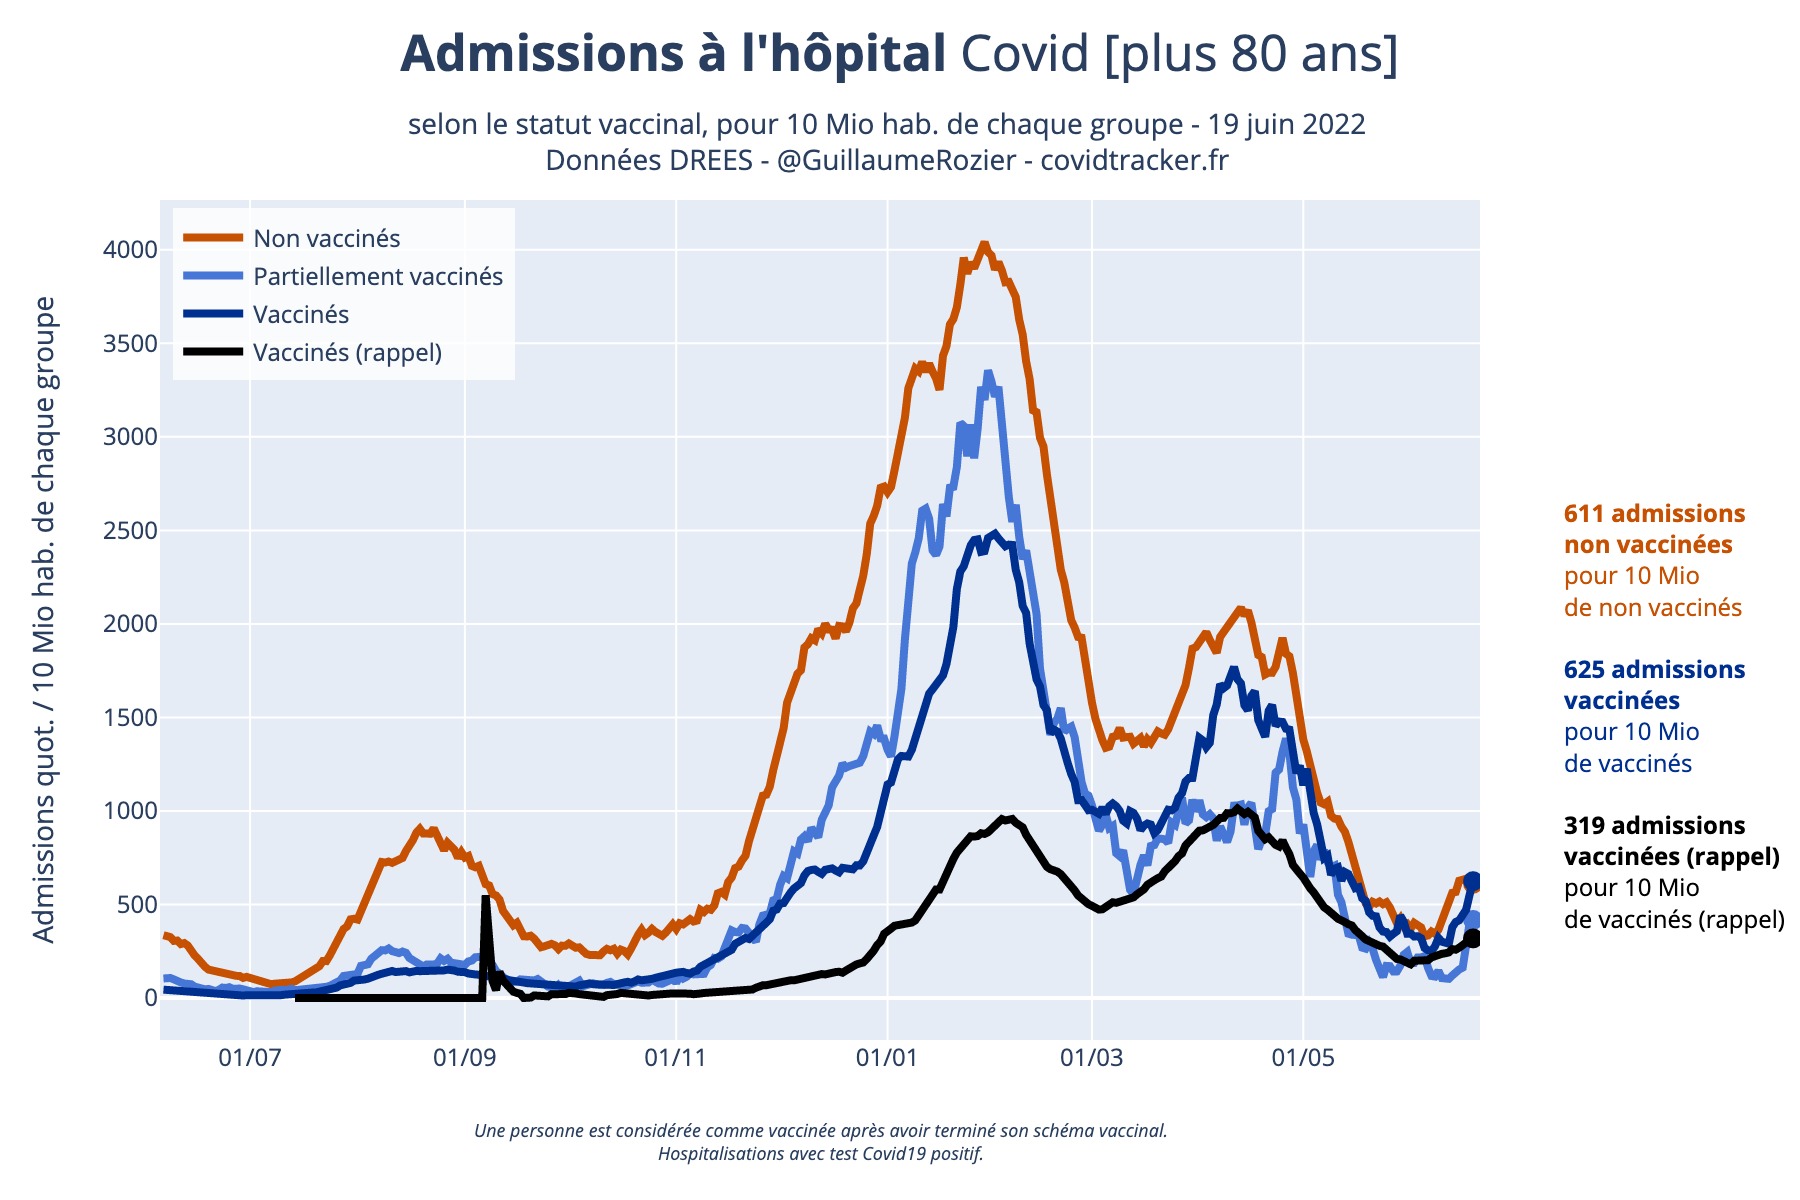 Admissions à l'hôpital Covid [plus 80 ans]
selon le statut vaccinal, pour 10 Mio hab. de chaque groupe - 19 juin 2022
Données DREES - @GuillaumeRozier - covidtracker.fr
Admissions quot. / 10 Mio hab. de chaque groupe
Non vaccinés
Partiellement vaccinés
Vaccinés
Vaccinés (rappel)
4000
3500
3000
2500
2000
1500
1000
500
0
01/07
01/09
01/11
01/01
01/03
01/05
611 admissions
non vaccinées
pour 10 Mio
de non vaccinés
625 admissions
vaccinées
pour 10 Mio
de vaccinés
319 admissions
vaccinées (rappel)
pour 10 Mio
de vaccinés (rappel)
Une personne est considérée comme vaccinée après avoir terminé son schéma vaccinal.
Hospitalisations avec test Covid19 positif.